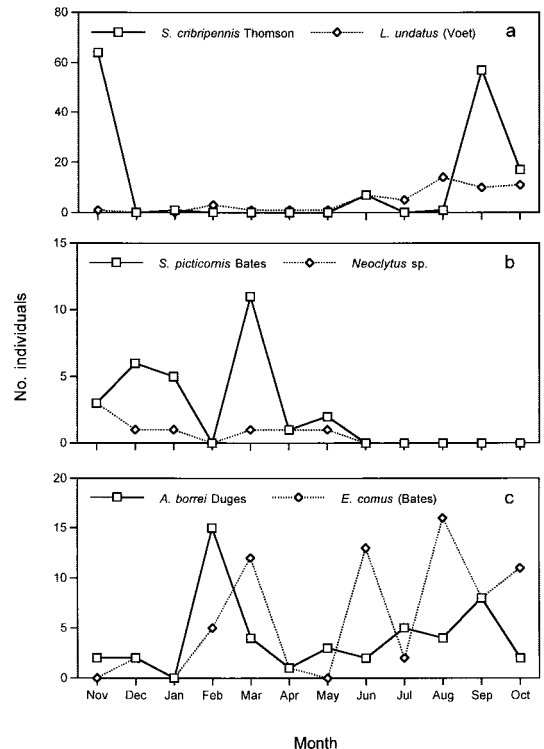 S. cribripennis Thomson L. undatus (Voet) a
80
60
40
20
0
S. picticornis Bates Neoclytus sp. b
15
10
5
0
No. individuals
A. borrei Duges E. comus (Bates) c
20
15
10
5
0
Nov Dec Jan Feb Mar Apr May Jun Jul Aug Sep Oct
Month